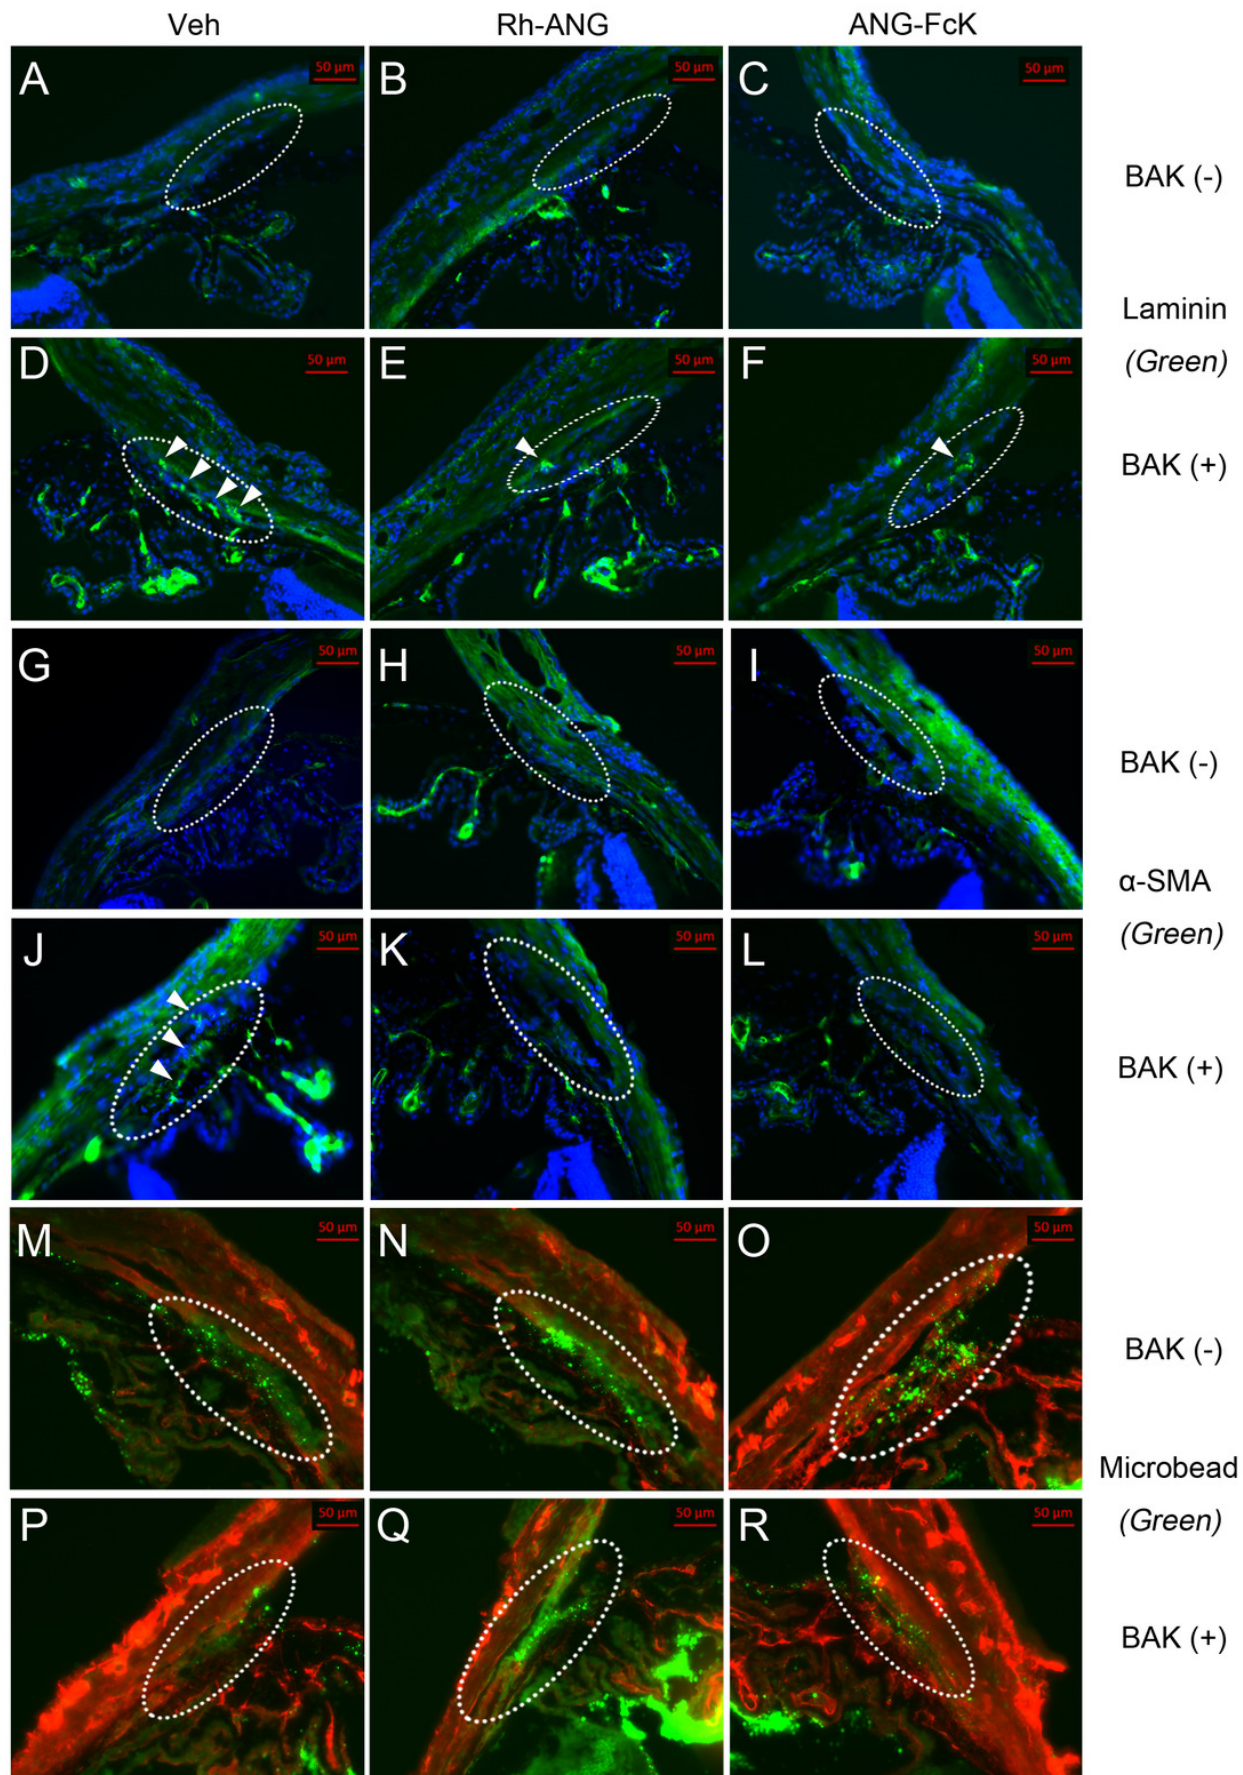 Veh Rh-ANG ANG-FcK
A 50 µm B 50 µm C 50 µm
BAK (-)
Laminin
(Green)
D 50 µm E 50 µm F 50 µm
BAK (+)
G 50 µm H 50 µm I 50 µm
BAK (-)
α-SMA
(Green)
J 50 µm K 50 µm L 50 µm
BAK (+)
M 50 µm N 50 µm O 50 µm
BAK (-)
Microbead
(Green)
P 50 µm Q 50 µm R 50 µm
BAK (+)